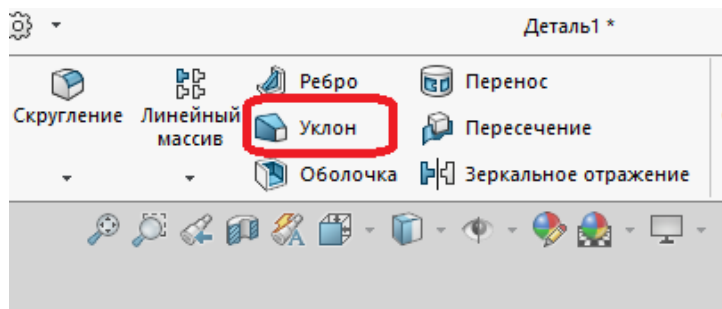 Деталь1 *
Скругление
Линейный
массив
Ребро
Уклон
Оболочка
Перенос
Пересечение
Зеркальное отражение